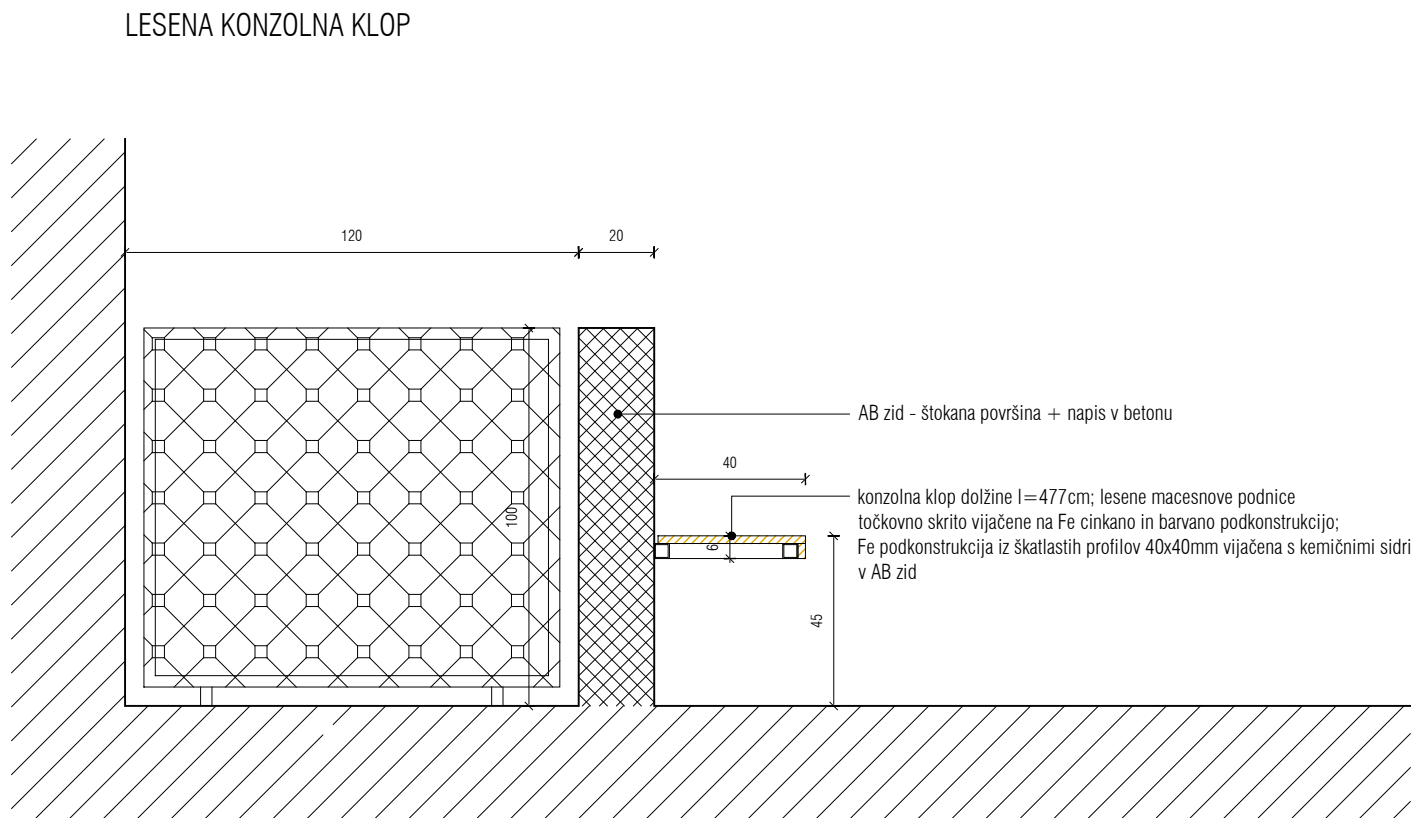 LESENA KONZOLNA KLOP
120
20
100
AB zid - štokana površina + napis v betonu
40
konzolna klop dolžine l=477cm; lesene macesnove podnice
točkovno skrito vijačene na Fe cinkano in barvano podkonstrukcijo;
Fe podkonstrukcija iz škatlastih profilov 40x40mm vijačena s kemičnimi sidri
v AB zid
6
45